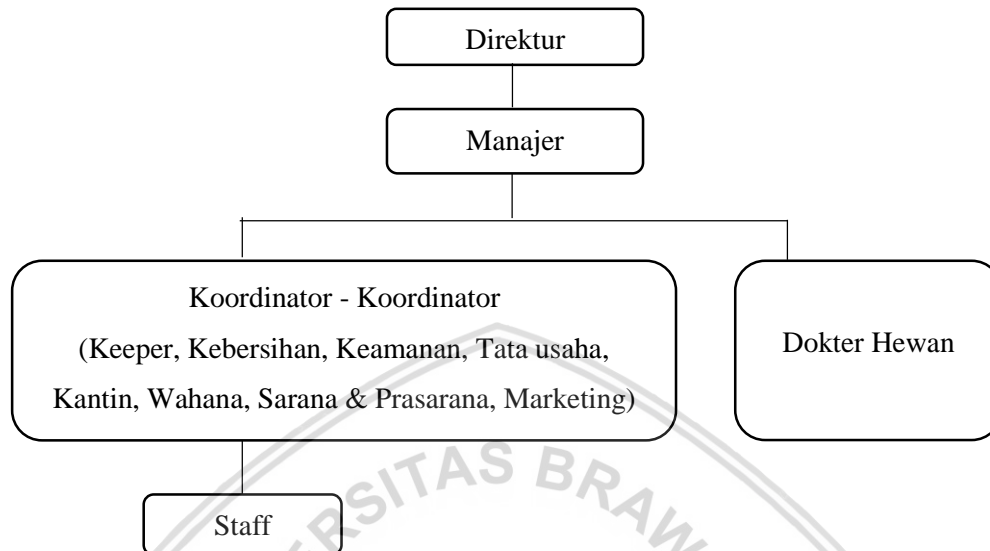 Direktur
Manajer
Koordinator - Koordinator
(Keeper, Kebersihan, Keamanan, Tata usaha,
Kantin, Wahana, Sarana & Prasarana, Marketing)
Dokter Hewan
Staff